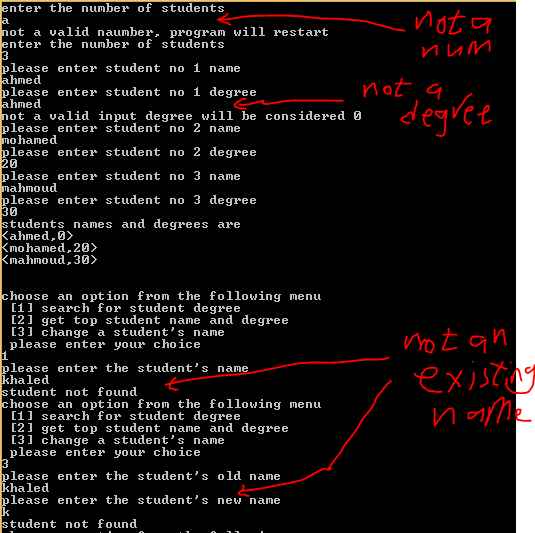 enter the number of students
a
not a valid naumber, program will restart
enter the number of students
3
please enter student no 1 name
ahmed
please enter student no 1 degree
ahmed
not a valid input degree will be considered 0
please enter student no 2 name
mohamed
please enter student no 2 degree
20
please enter student no 3 name
mahmoud
please enter student no 3 degree
30
students names and degrees are
<ahmed,0>
<mohamed,20>
<mahmoud,30>
choose an option from the following menu
[1] search for student degree
[2] get top student name and degree
[3] change a student's name
please enter your choice
1
please enter the student's name
khaled
student not found
choose an option from the following menu
[1] search for student degree
[2] get top student name and degree
[3] change a student's name
please enter your choice
3
please enter the student's old name
khaled
please enter the student's new name
k
student not found
not a
num
not a
degree
not an
existing
name